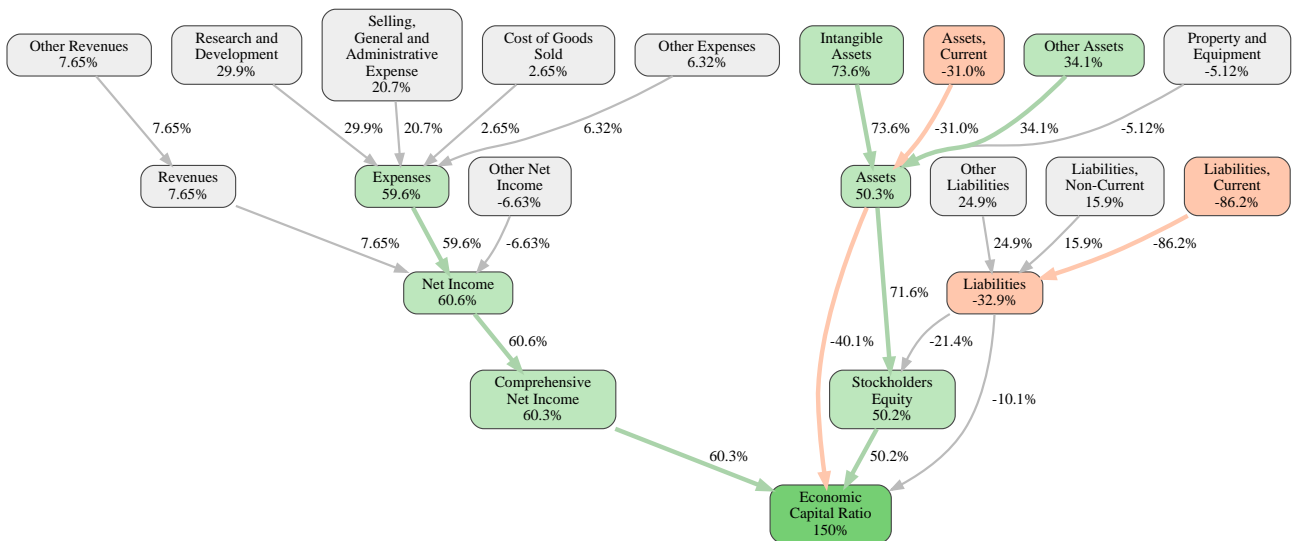 Other Revenues
7.65%
Research and
Development
29.9%
Selling,
General and
Administrative
Expense
20.7%
Cost of Goods
Sold
2.65%
Other Expenses
6.32%
Intangible
Assets
73.6%
Assets,
Current
-31.0%
Other Assets
34.1%
Property and
Equipment
-5.12%
7.65%
29.9%
20.7%
2.65%
6.32%
73.6%
-31.0%
34.1%
-5.12%
Revenues
7.65%
Expenses
59.6%
Other Net
Income
-6.63%
Assets
50.3%
Other
Liabilities
24.9%
Liabilities,
Non-Current
15.9%
Liabilities,
Current
-86.2%
7.65%
59.6%
-6.63%
24.9%
15.9%
-86.2%
Net Income
60.6%
71.6%
Liabilities
-32.9%
60.6%
-40.1%
-21.4%
Comprehensive
Net Income
60.3%
Stockholders
Equity
50.2%
-10.1%
60.3%
50.2%
Economic
Capital Ratio
150%